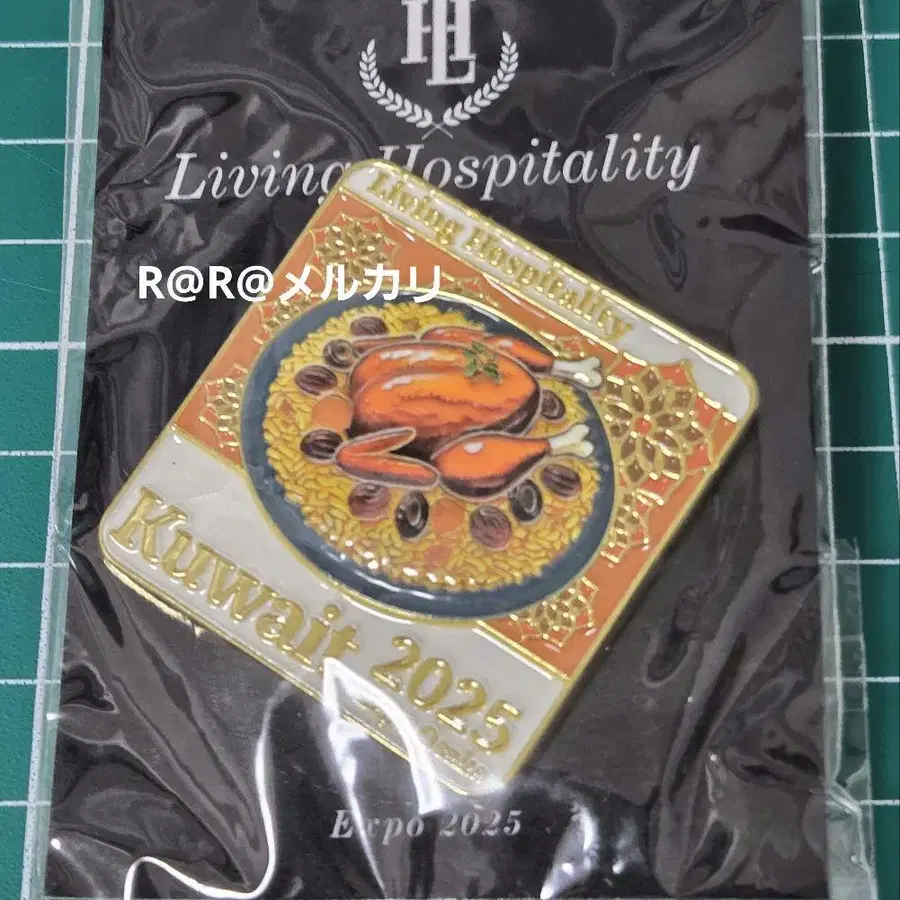 HL
Living Hospitality
Living Hospitality
R@R@メルカリ
Kuwait 2025
Expo 2025